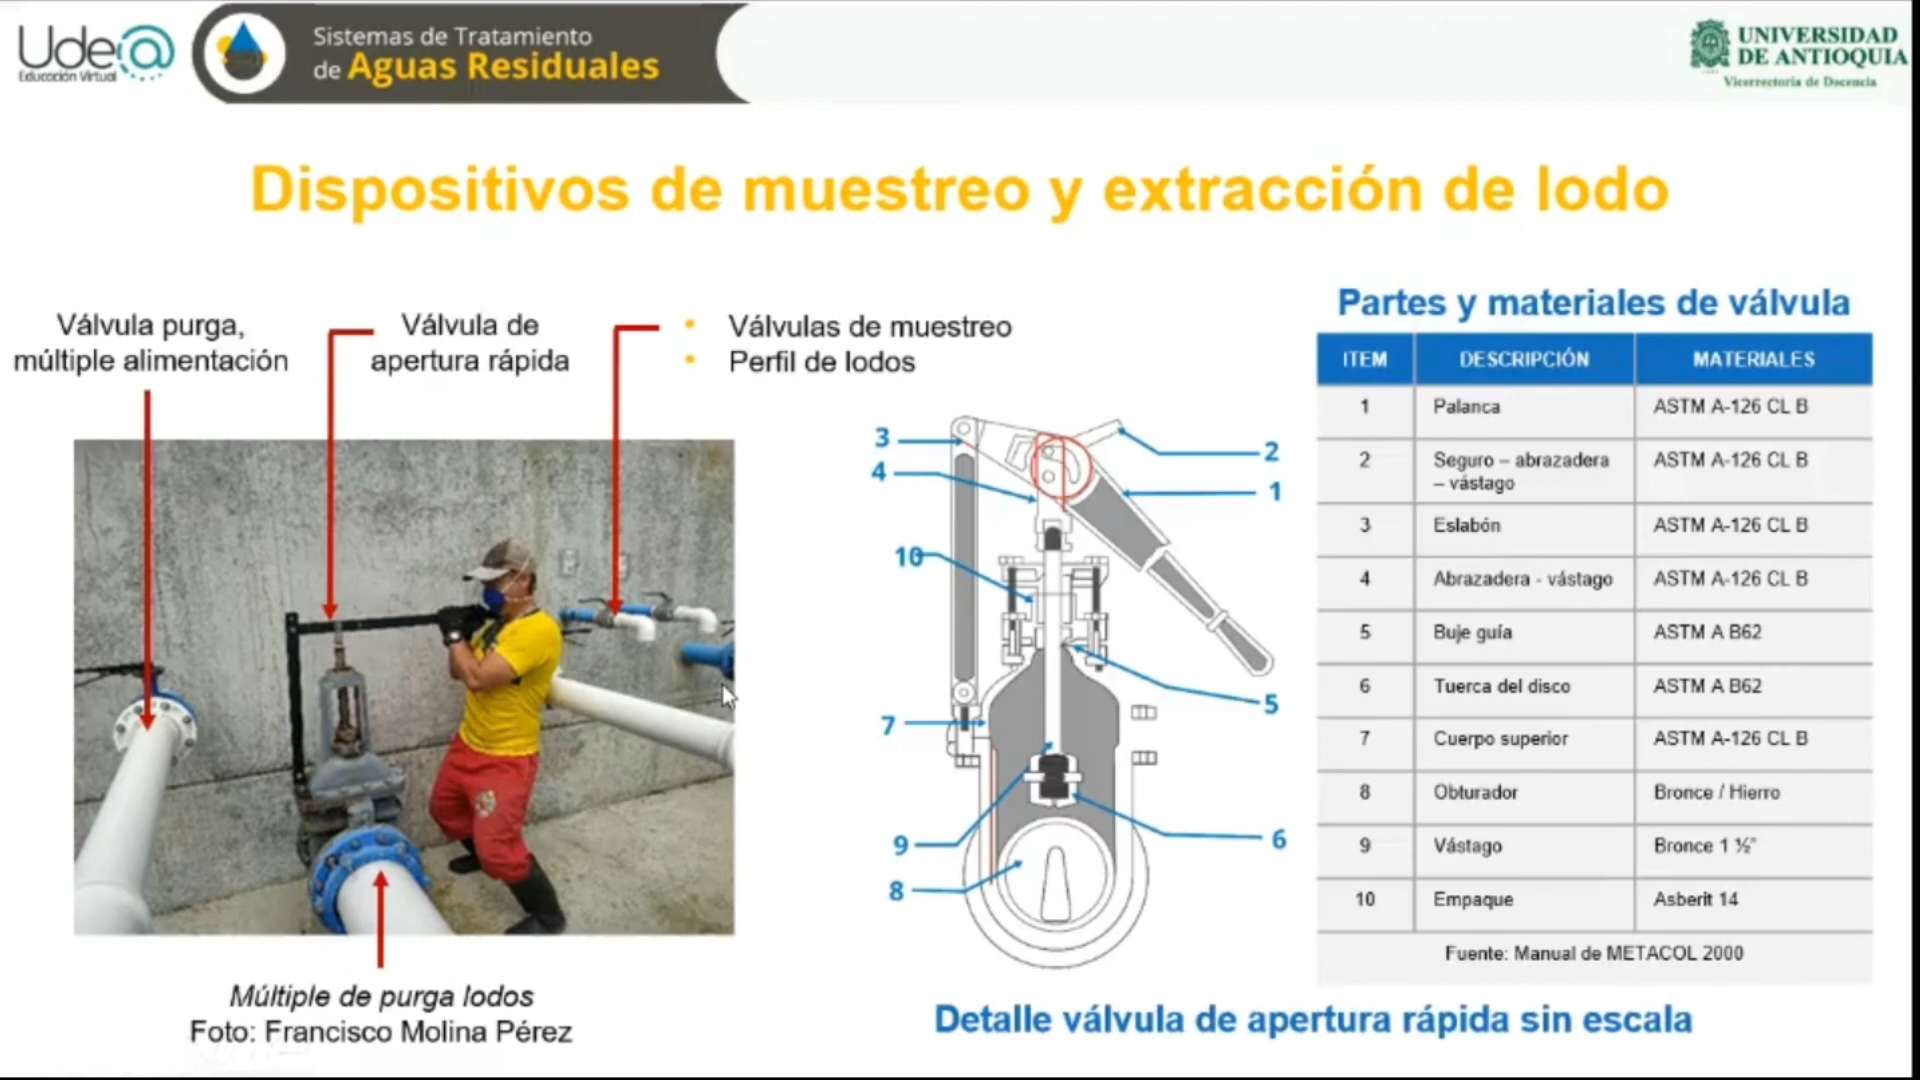 Ude@
Educación Virtual
Sistemas de Tratamiento
de Aguas Residuales
UNIVERSIDAD
DE ANTIOQUIA
Vicerrectoría de Docencia
Dispositivos de muestreo y extracción de lodo
Válvula purga,
múltiple alimentación
Válvula de
apertura rápida
• Válvulas de muestreo
• Perfil de lodos
Múltiple de purga lodos
Foto: Francisco Molina Pérez
3
4
10
7
9
8
2
1
5
6
Detalle válvula de apertura rápida sin escala
Partes y materiales de válvula
ITEM DESCRIPCIÓN MATERIALES
1 Palanca ASTM A-126 CL B
2 Seguro – abrazadera ASTM A-126 CL B
– vástago
3 Eslabón ASTM A-126 CL B
4 Abrazadera - vástago ASTM A-126 CL B
5 Buje guía ASTM A B62
6 Tuerca del disco ASTM A B62
7 Cuerpo superior ASTM A-126 CL B
8 Obturador Bronce / Hierro
9 Vástago Bronce 1 ½"
10 Empaque Asberit 14
Fuente: Manual de METACOL 2000